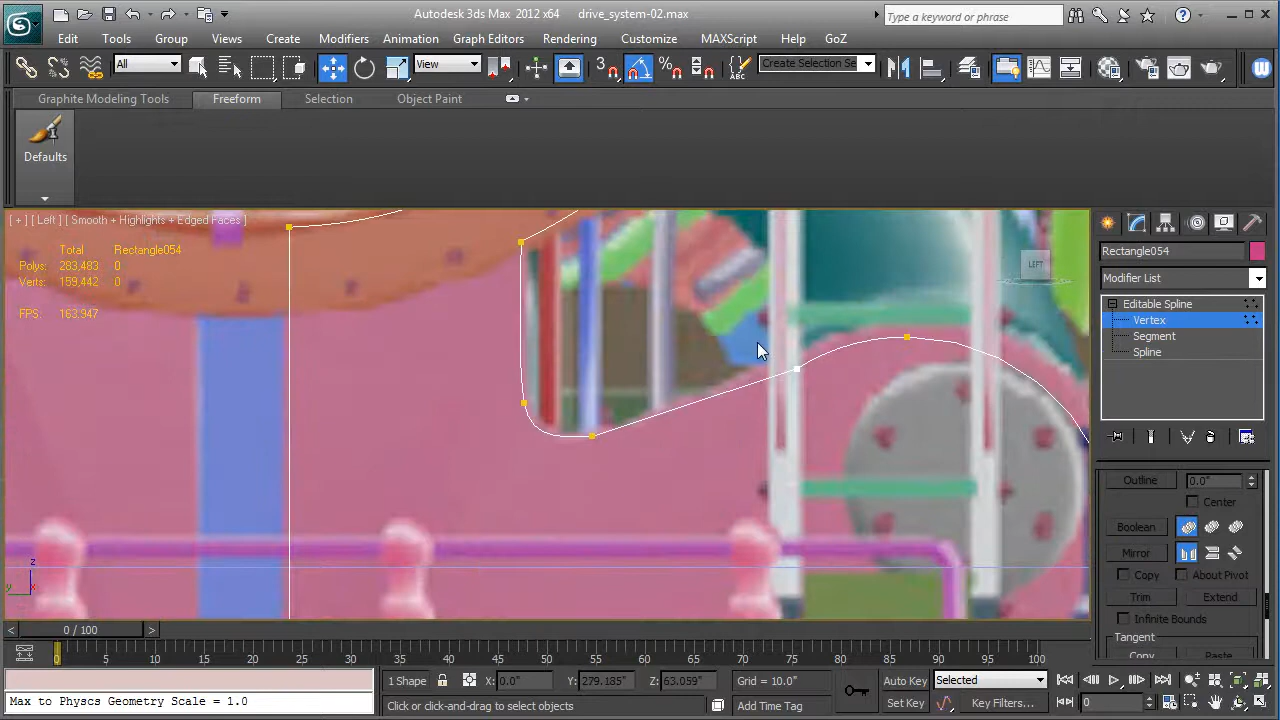 Autodesk 3ds Max 2012 x64 drive_system-02.max
Type a keyword or phrase
Edit Tools Group Views Create Modifiers Animation Graph Editors Rendering Customize MAXScript Help GoZ
All View Create Selection Se
Graphite Modeling Tools Freeform Selection Object Paint
Defaults
[ + ] [ Left ] [ Smooth + Highlights + Edged Faces ]
Total Rectangle054
Polys: 283,483 0
Verts: 159,442 0
FPS: 163.947
LEFT
z
y x
Rectangle054
Modifier List
Editable Spline
Vertex
Segment
Spline
Outline 0.0"
Center
Boolean
Mirror
Copy About Pivot
Trim Extend
Infinite Bounds
Tangent
Copy Paste
< 0 / 100 >
0 5 10 15 20 25 30 35 40 45 50 55 60 65 70 75 80 85 90 95 100
1 Shape X: 0.0" Y: 279.185" Z: 63.059" Grid = 10.0" Auto Key Selected
Max to Physcs Geometry Scale = 1.0 Click or click-and-drag to select objects Add Time Tag Set Key Key Filters... 0